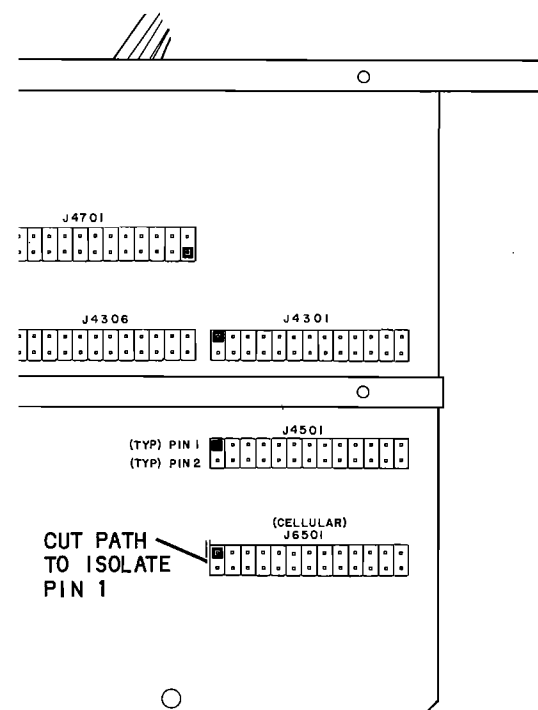 J4701
J4306
J4301
J4501
(TYP) PIN 1
(TYP) PIN 2
(CELLULAR)
J6501
CUT PATH
TO ISOLATE
PIN 1